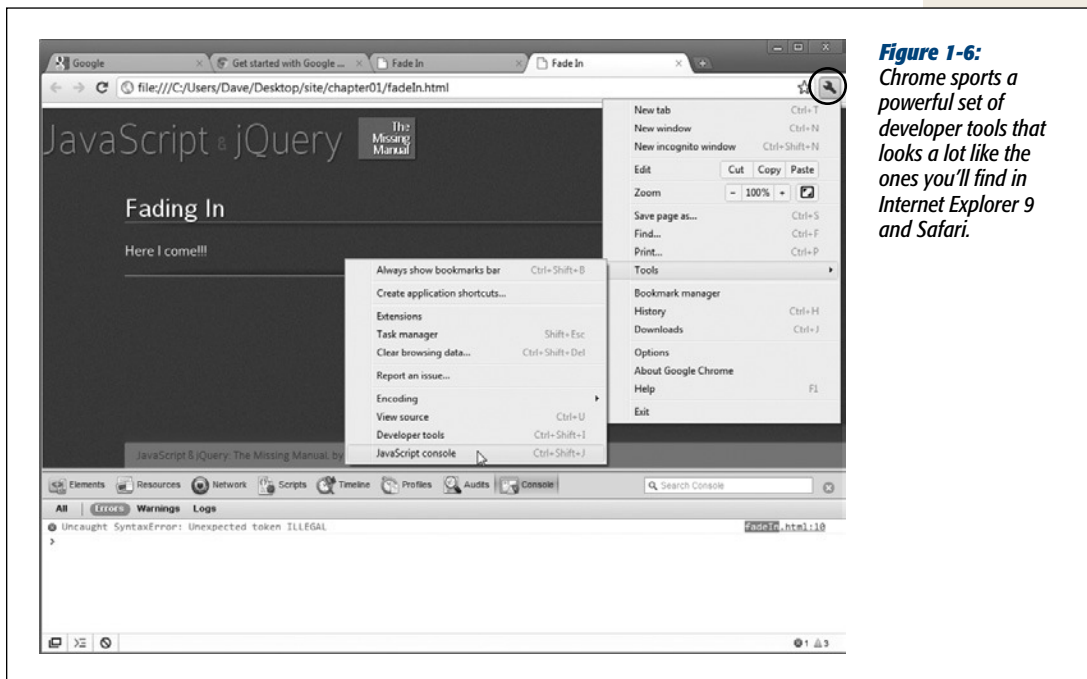 Google
Get started with Google ...
Fade In
Fade In
file:///C:/Users/Dave/Desktop/site/chapter01/fadeIn.html
JavaScript & jQuery
The
Missing
Manual
Fading In
Here I come!!!
New tab Ctrl+T
New window Ctrl+N
New incognito window Ctrl+Shift+N
Edit Cut Copy Paste
Zoom - 100% +
Save page as... Ctrl+S
Find... Ctrl+F
Print... Ctrl+P
Tools
Bookmark manager
History Ctrl+H
Downloads Ctrl+J
Options
About Google Chrome
Help F1
Exit
Always show bookmarks bar Ctrl+Shift+B
Create application shortcuts...
Extensions
Task manager Shift+Esc
Clear browsing data... Ctrl+Shift+Del
Report an issue...
Encoding
View source Ctrl+U
Developer tools Ctrl+Shift+I
JavaScript console Ctrl+Shift+J
JavaScript & jQuery: The Missing Manual, by
Elements Resources Network Scripts Timeline Profiles Audits Console Search Console
All Errors Warnings Logs
Uncaught SyntaxError: Unexpected token ILLEGAL fadeIn.html:10
>
1 3
Figure 1-6:
Chrome sports a
powerful set of
developer tools that
looks a lot like the
ones you'll find in
Internet Explorer 9
and Safari.